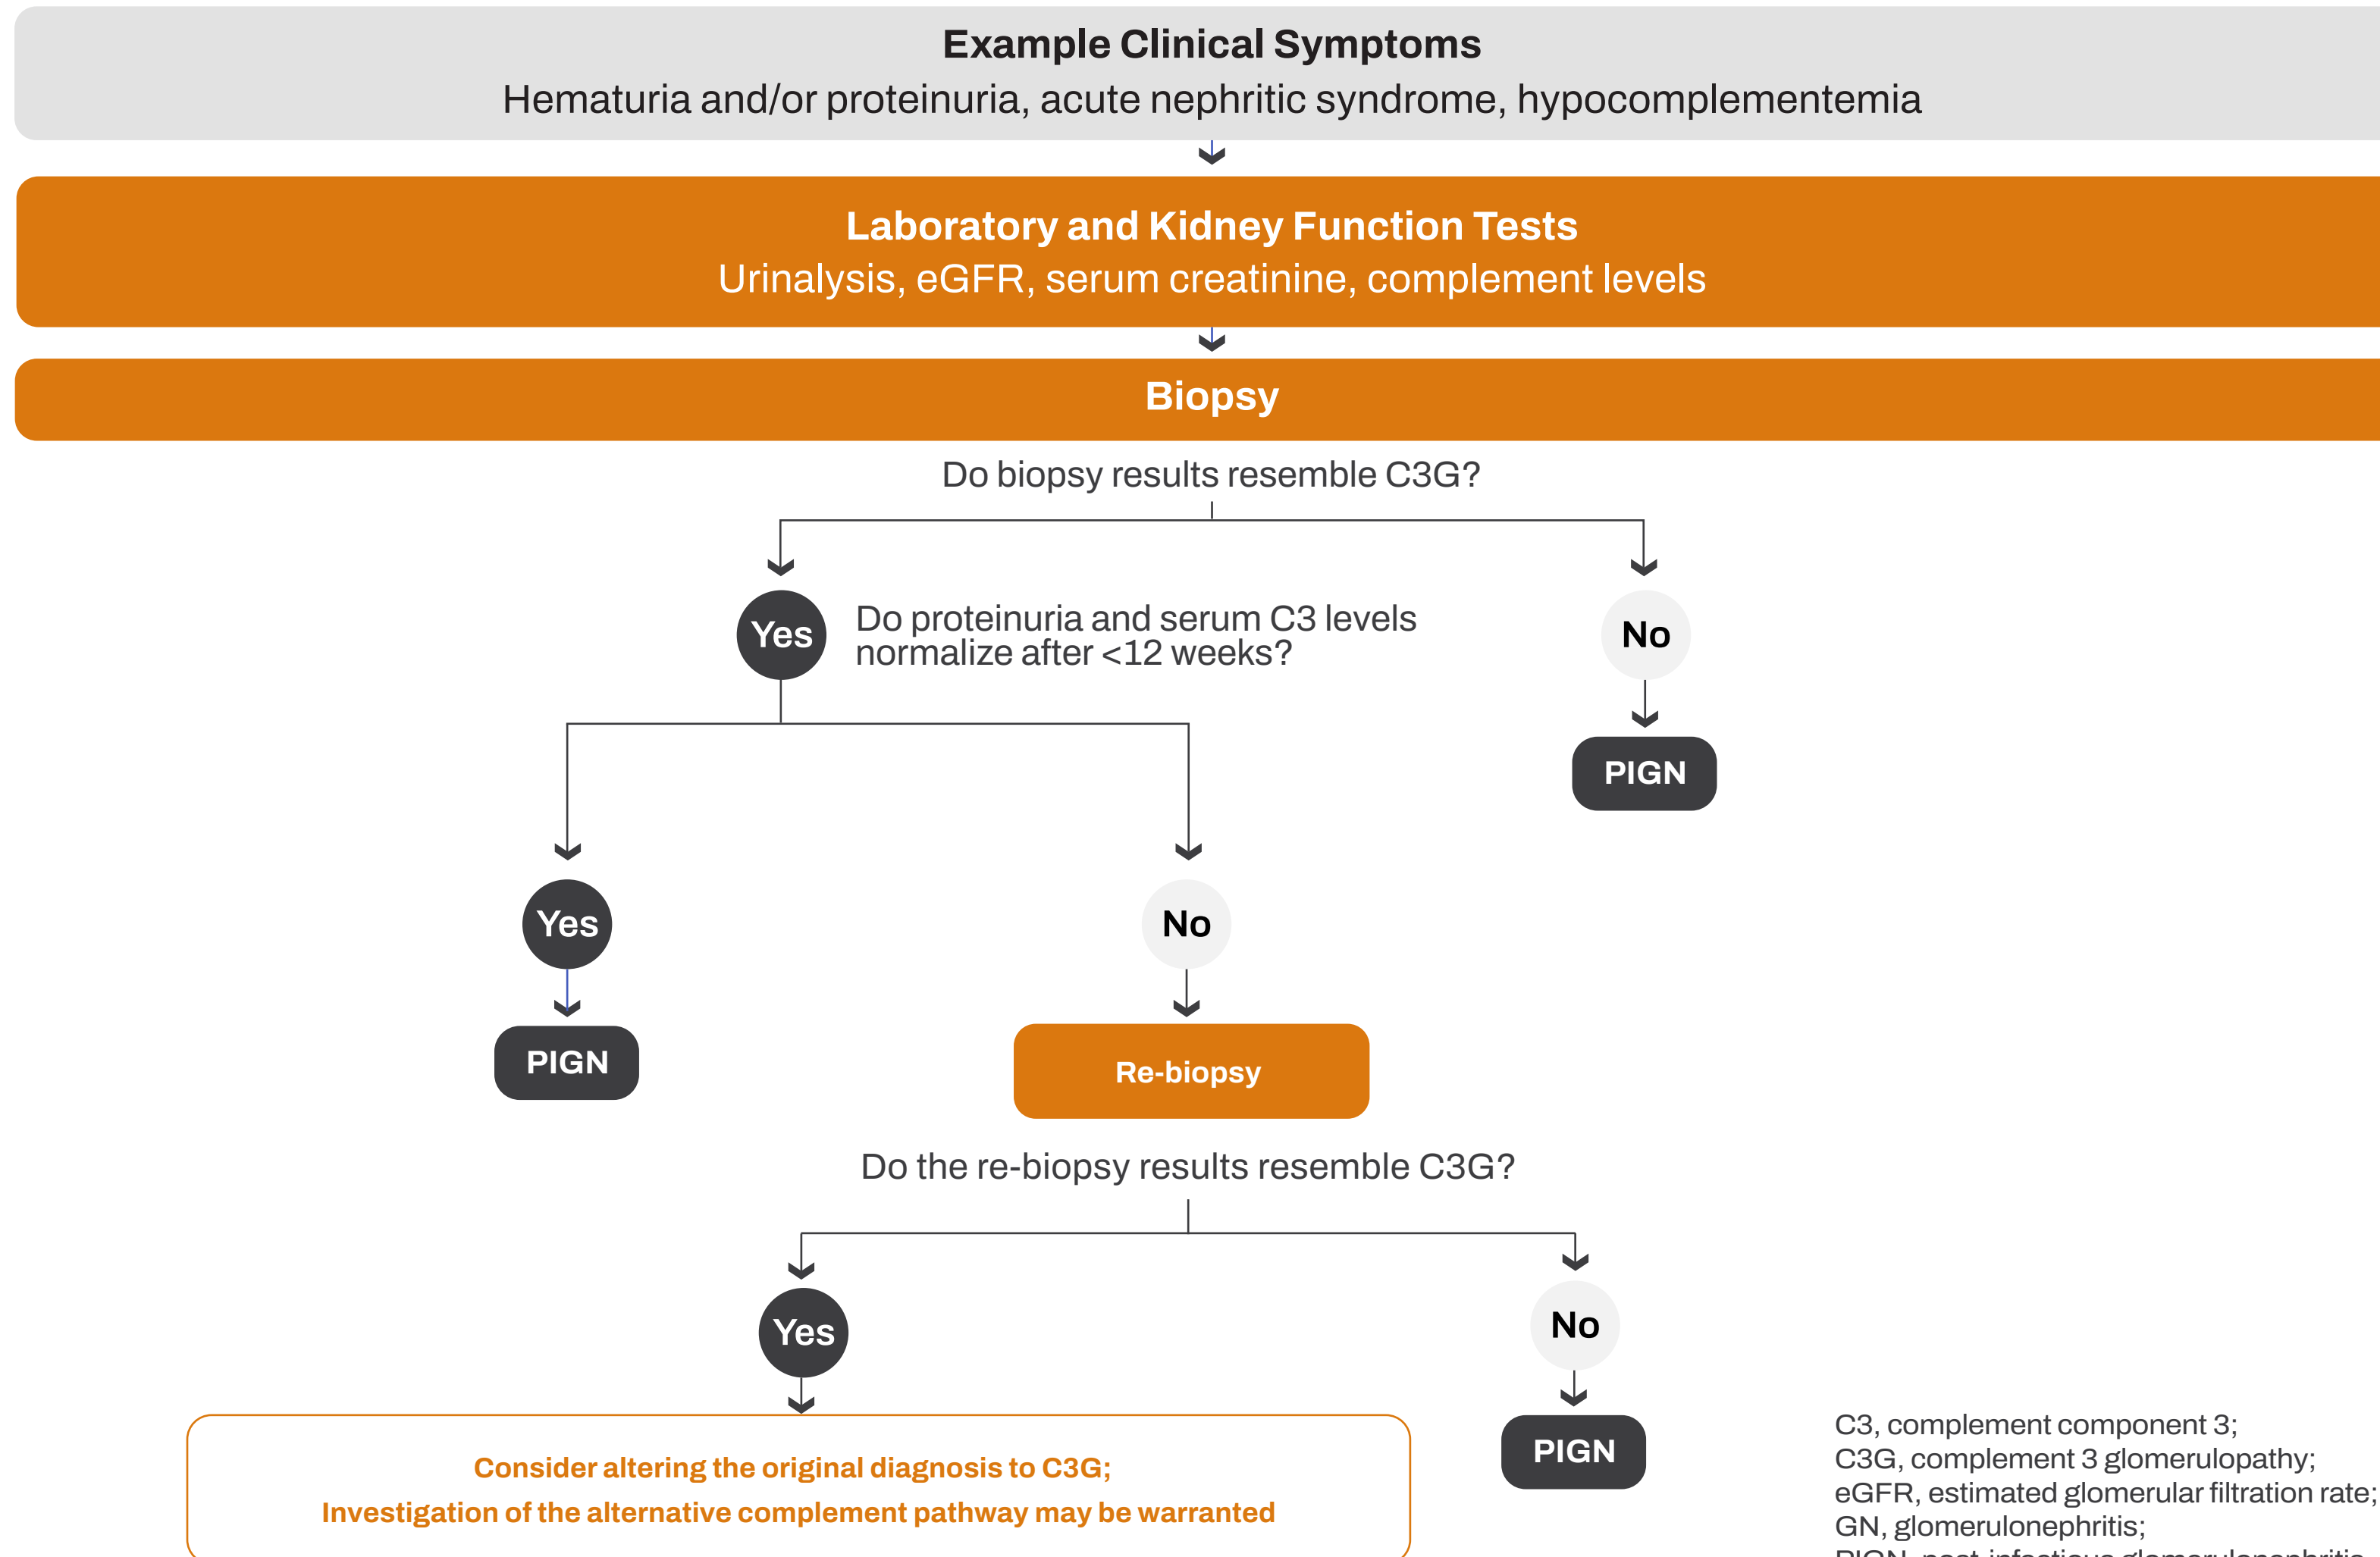 Example Clinical Symptoms
Hematuria and/or proteinuria, acute nephritic syndrome, hypocomplementemia
Laboratory and Kidney Function Tests
Urinalysis, eGFR, serum creatinine, complement levels
Biopsy
Do biopsy results resemble C3G?
Yes
Do proteinuria and serum C3 levels
normalize after <12 weeks?
No
PIGN
Yes
No
PIGN
Re-biopsy
Do the re-biopsy results resemble C3G?
Yes
No
Consider altering the original diagnosis to C3G;
Investigation of the alternative complement pathway may be warranted
PIGN
C3, complement component 3;
C3G, complement 3 glomerulopathy;
eGFR, estimated glomerular filtration rate;
GN, glomerulonephritis;
PIGN, post-infectious glomerulonephritis